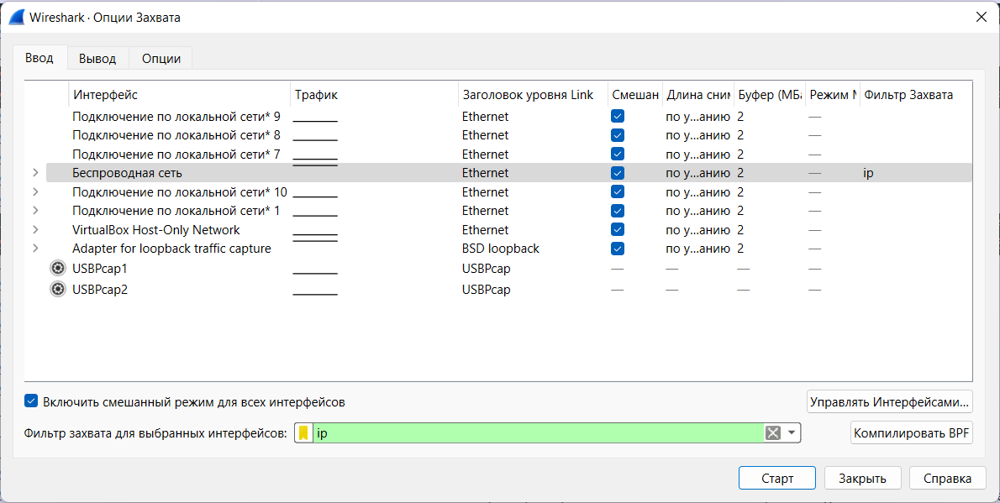 Wireshark · Опции Захвата
Ввод Вывод Опции
Интерфейс Трафик Заголовок уровня Link Смешан Длина сни Буфер (МБа Режим М Фильтр Захвата
Подключение по локальной сети* 9 Ethernet по у...анию 2 —
Подключение по локальной сети* 8 Ethernet по у...анию 2 —
Подключение по локальной сети* 7 Ethernet по у...анию 2 —
Беспроводная сеть Ethernet по у...анию 2 — ip
Подключение по локальной сети* 10 Ethernet по у...анию 2 —
Подключение по локальной сети* 1 Ethernet по у...анию 2 —
VirtualBox Host-Only Network Ethernet по у...анию 2 —
Adapter for loopback traffic capture BSD loopback по у...анию 2 —
USBPcap1 USBPcap — — — —
USBPcap2 USBPcap — — — —
Включить смешанный режим для всех интерфейсов Управлять Интерфейсами...
Фильтр захвата для выбранных интерфейсов: ip Компилировать BPF
Старт Закрыть Справка